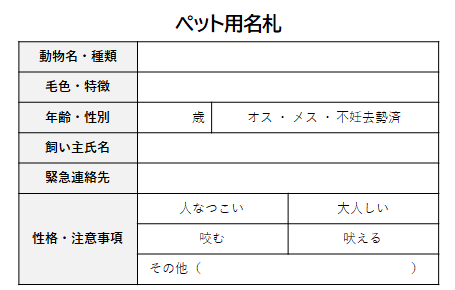 ペット用名札
動物名・種類
毛色・特徴
年齢・性別 歳 オス ・ メス ・ 不妊去勢済
飼い主氏名
緊急連絡先
性格・注意事項
人なつこい 大人しい
咬む 吠える
その他（ ）